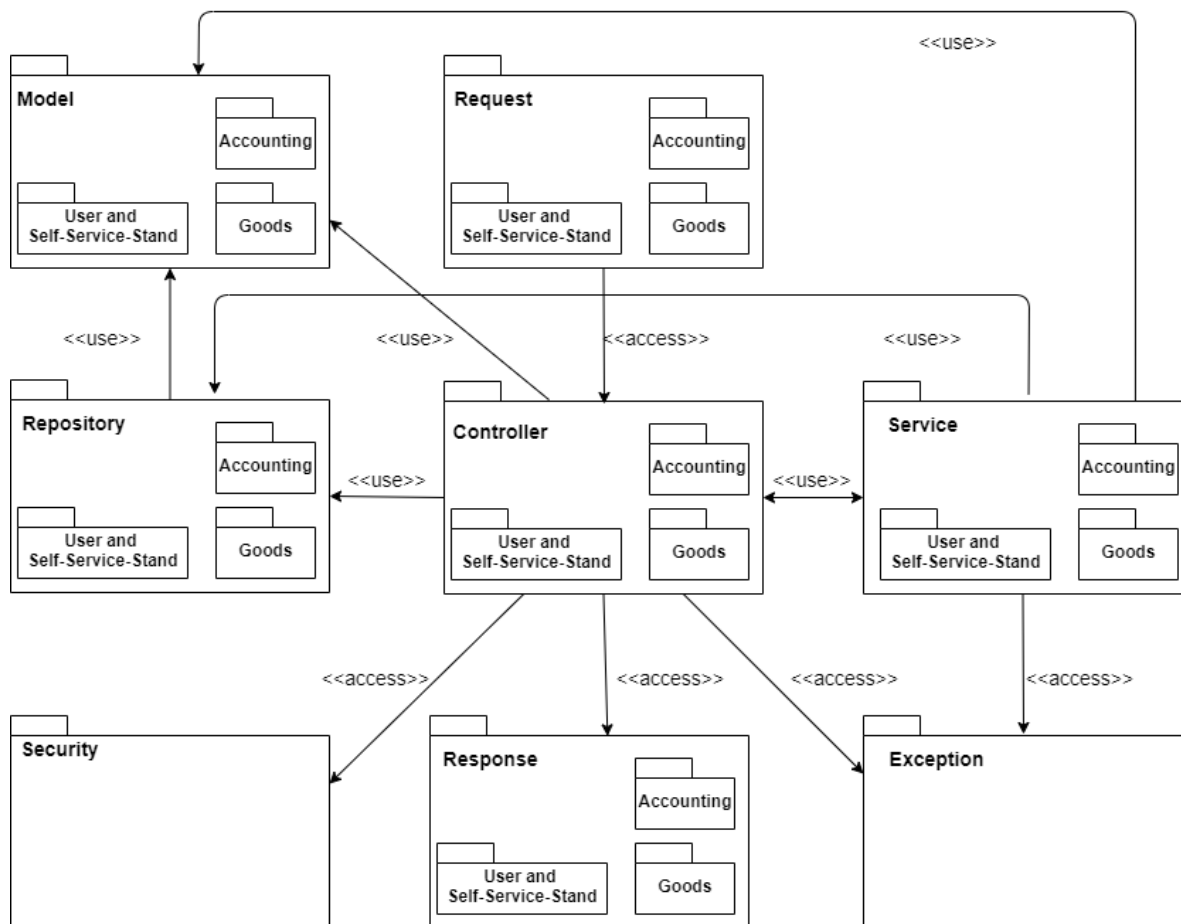 <<use>>
Model
Accounting
User and
Self-Service-Stand
Goods
Request
Accounting
User and
Self-Service-Stand
Goods
<<use>>
<<use>>
<<access>>
<<use>>
Repository
Accounting
User and
Self-Service-Stand
Goods
<<use>>
Controller
Accounting
User and
Self-Service-Stand
Goods
<<use>>
Service
Accounting
User and
Self-Service-Stand
Goods
<<access>>
<<access>>
<<access>>
<<access>>
Security
Response
Accounting
User and
Self-Service-Stand
Goods
Exception